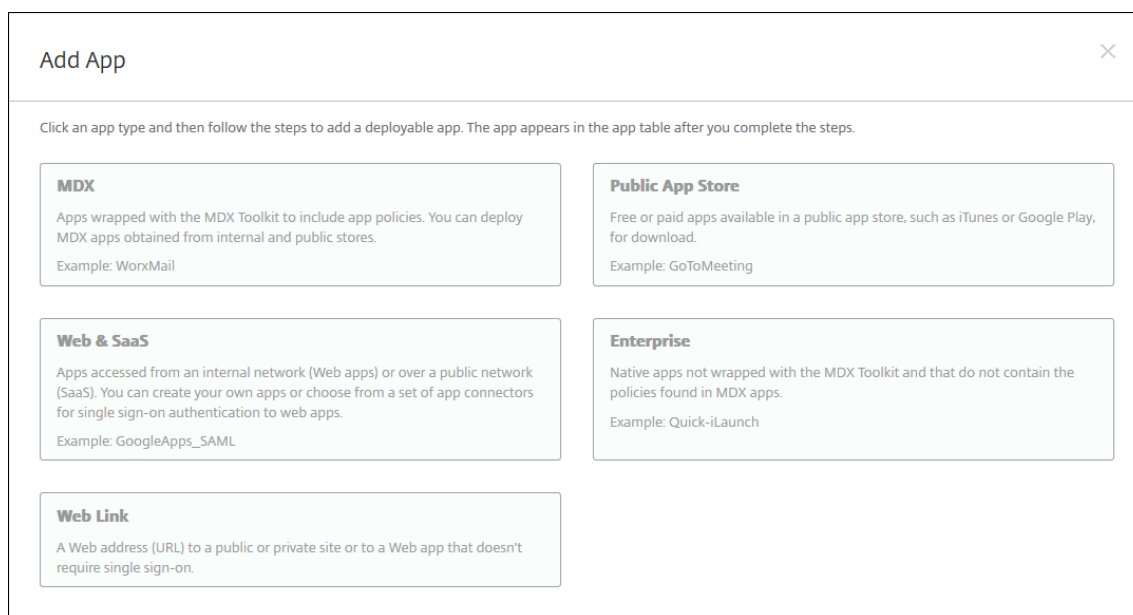 Add App
Click an app type and then follow the steps to add a deployable app. The app appears in the app table after you complete the steps.
MDX
Apps wrapped with the MDX Toolkit to include app policies. You can deploy
MDX apps obtained from internal and public stores.
Example: WorxMail
Public App Store
Free or paid apps available in a public app store, such as iTunes or Google Play,
for download.
Example: GoToMeeting
Web & SaaS
Apps accessed from an internal network (Web apps) or over a public network
(SaaS). You can create your own apps or choose from a set of app connectors
for single sign-on authentication to web apps.
Example: GoogleApps_SAML
Enterprise
Native apps not wrapped with the MDX Toolkit and that do not contain the
policies found in MDX apps.
Example: Quick-iLaunch
Web Link
A Web address (URL) to a public or private site or to a Web app that doesn't
require single sign-on.